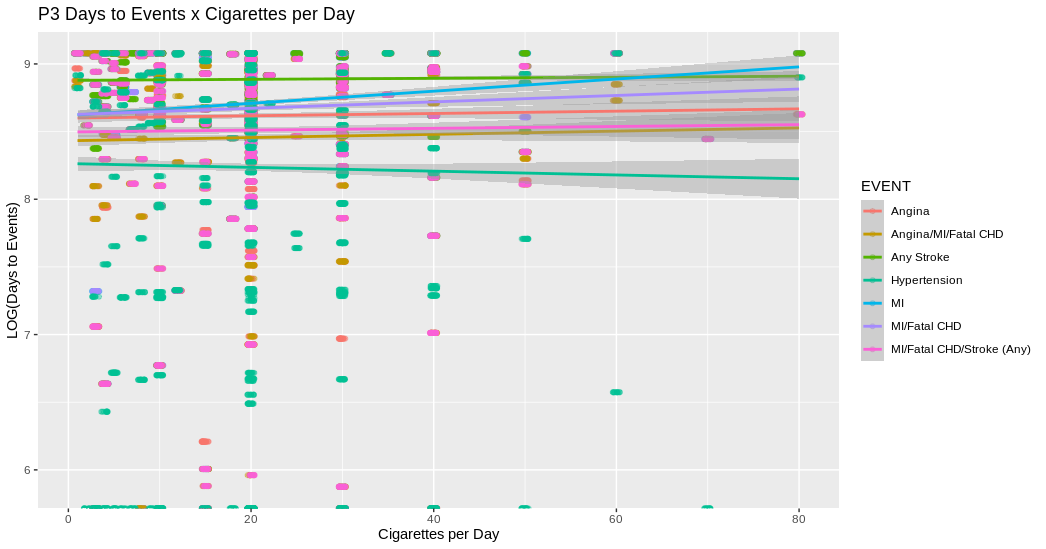 P3 Days to Events x Cigarettes per Day
LOG(Days to Events)
9
8
7
6
0
20
40
60
80
Cigarettes per Day
EVENT
Angina
Angina/MI/Fatal CHD
Any Stroke
Hypertension
MI
MI/Fatal CHD
MI/Fatal CHD/Stroke (Any)